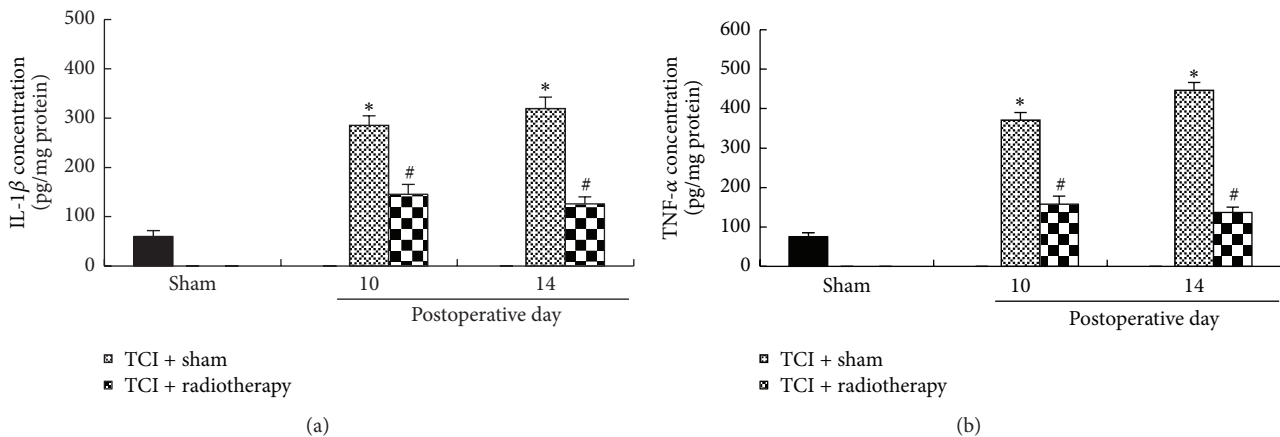 500
400
300
200
100
0
IL-1β concentration
(pg/mg protein)
*
#
*
#
Sham
10
14
Postoperative day
TCI + sham
TCI + radiotherapy
(a)
600
500
400
300
200
100
0
TNF-α concentration
(pg/mg protein)
*
#
*
#
Sham
10
14
Postoperative day
TCI + sham
TCI + radiotherapy
(b)